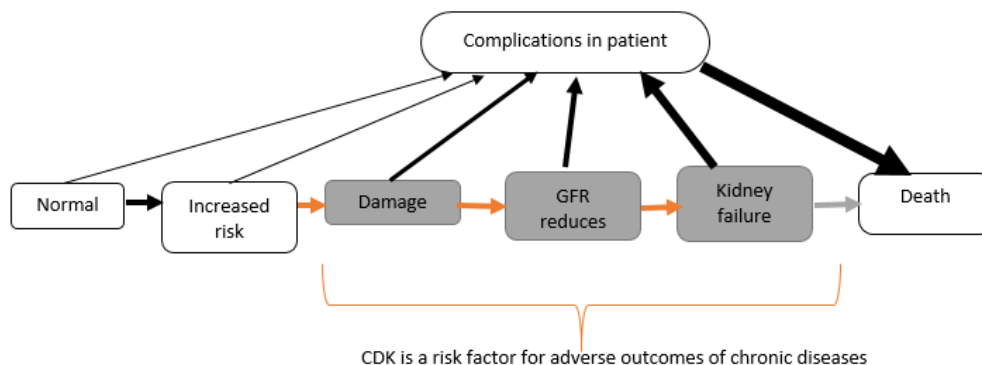 Complications in patient
Normal
Increased
risk
Damage
GFR
reduces
Kidney
failure
Death
CDK is a risk factor for adverse outcomes of chronic diseases